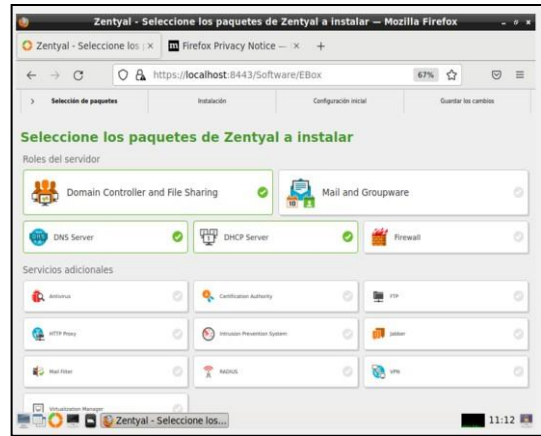 Zentyal - Seleccione los paquetes de Zentyal a instalar — Mozilla Firefox
Zentyal - Seleccione los p
Firefox Privacy Notice —
https://localhost:8443/Software/EBox
67%
Selección de paquetes
Instalación
Configuración inicial
Guardar los cambios
Seleccione los paquetes de Zentyal a instalar
Roles del servidor
Domain Controller and File Sharing
Mail and Groupware
DNS Server
DHCP Server
Firewall
Servicios adicionales
Antivirus
Certification Authority
FTP
HTTP Proxy
Intrusion Prevention System
Jabber
Mail Filter
RADIUS
VPN
Virtualization Manager
Zentyal - Seleccione los...
11:12